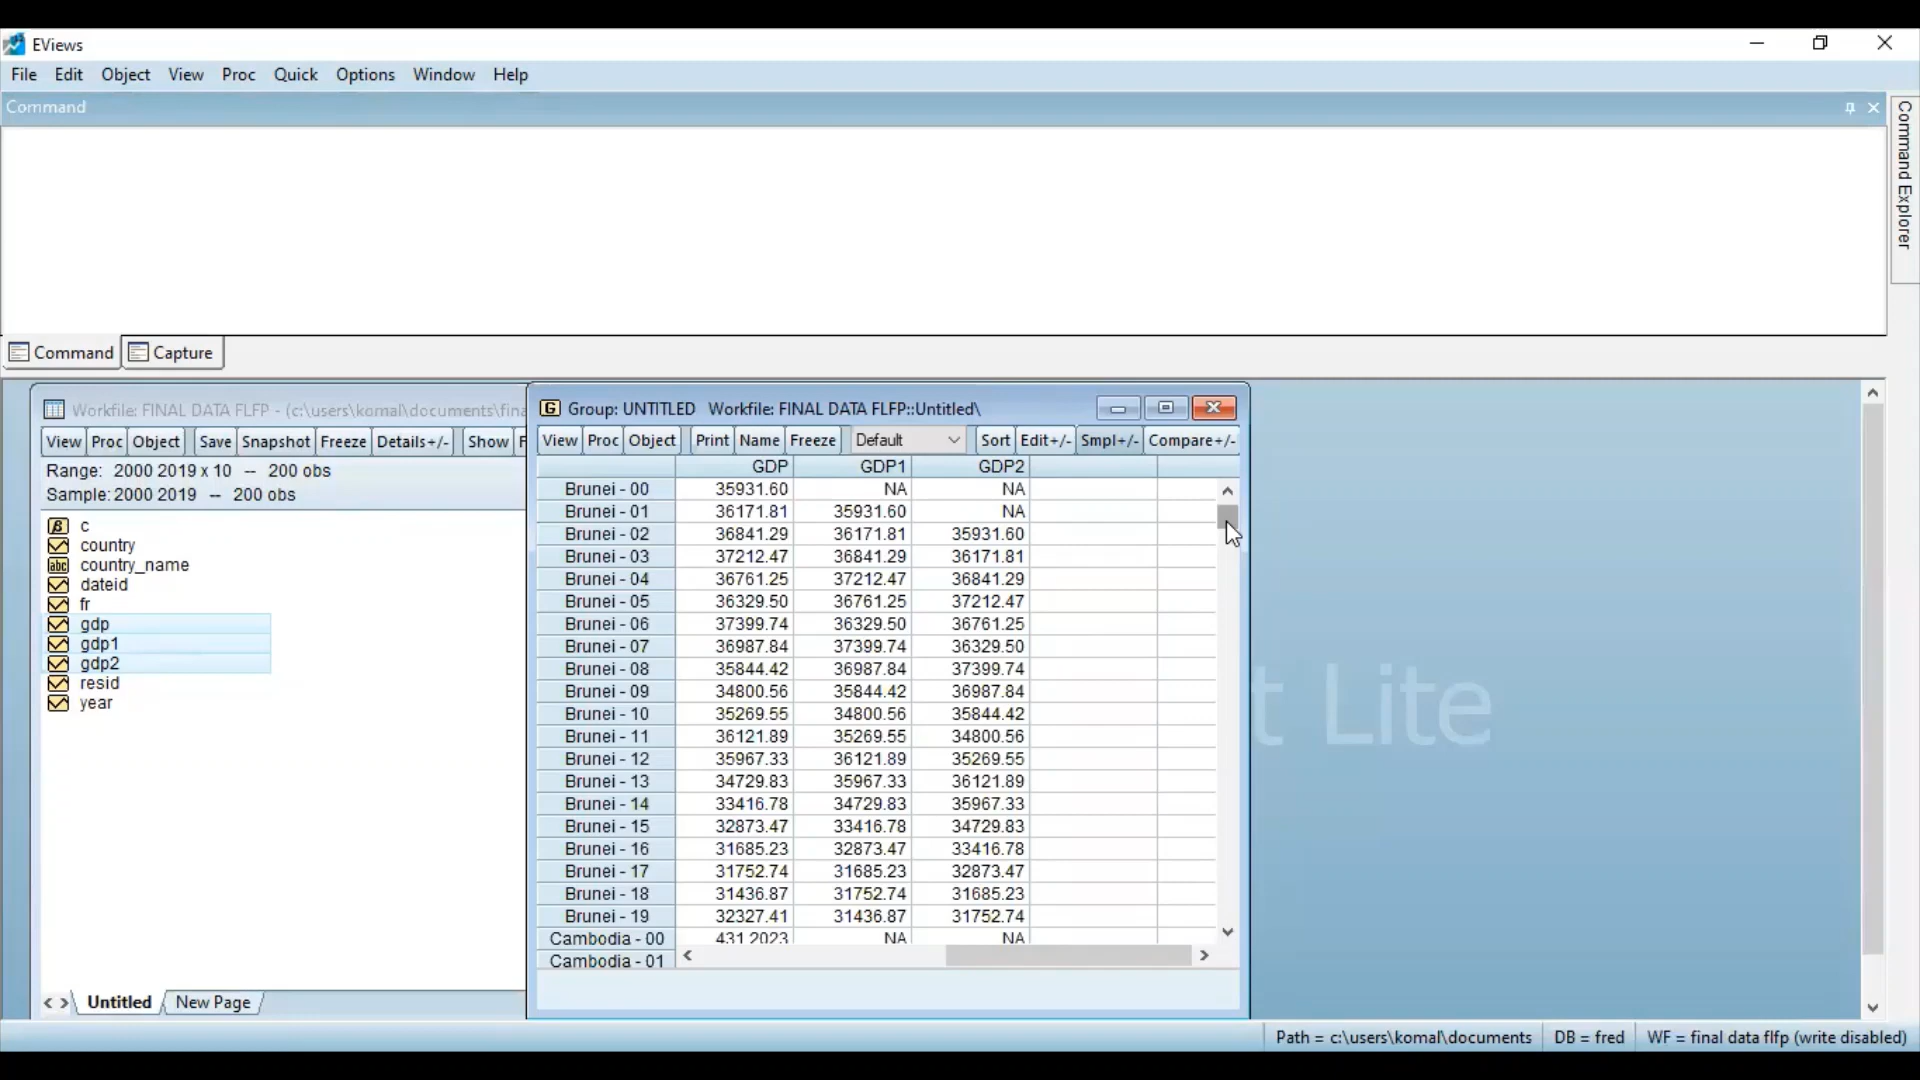 EViews
File Edit Object View Proc Quick Options Window Help
Command
Command Explorer
Command Capture
Workfile: FINAL DATA FLFP - (c:\users\komal\documents\fina
View Proc Object Save Snapshot Freeze Details+/- Show F
Range: 2000 2019 x 10 -- 200 obs
Sample: 2000 2019 -- 200 obs
c
country
abc country_name
dateid
fr
gdp
gdp1
gdp2
resid
year
Untitled New Page
G Group: UNTITLED Workfile: FINAL DATA FLFP::Untitled\
View Proc Object Print Name Freeze Default Sort Edit+/- Smpl+/- Compare+/-
GDP GDP1 GDP2
Brunei - 00 35931.60 NA NA
Brunei - 01 36171.81 35931.60 NA
Brunei - 02 36841.29 36171.81 35931.60
Brunei - 03 37212.47 36841.29 36171.81
Brunei - 04 36761.25 37212.47 36841.29
Brunei - 05 36329.50 36761.25 37212.47
Brunei - 06 37399.74 36329.50 36761.25
Brunei - 07 36987.84 37399.74 36329.50
Brunei - 08 35844.42 36987.84 37399.74
Brunei - 09 34800.56 35844.42 36987.84
Brunei - 10 35269.55 34800.56 35844.42
Brunei - 11 36121.89 35269.55 34800.56
Brunei - 12 35967.33 36121.89 35269.55
Brunei - 13 34729.83 35967.33 36121.89
Brunei - 14 33416.78 34729.83 35967.33
Brunei - 15 32873.47 33416.78 34729.83
Brunei - 16 31685.23 32873.47 33416.78
Brunei - 17 31752.74 31685.23 32873.47
Brunei - 18 31436.87 31752.74 31685.23
Brunei - 19 32327.41 31436.87 31752.74
Cambodia - 00 431.2023 NA NA
Cambodia - 01
t Lite
Path = c:\users\komal\documents DB = fred WF = final data flfp (write disabled)